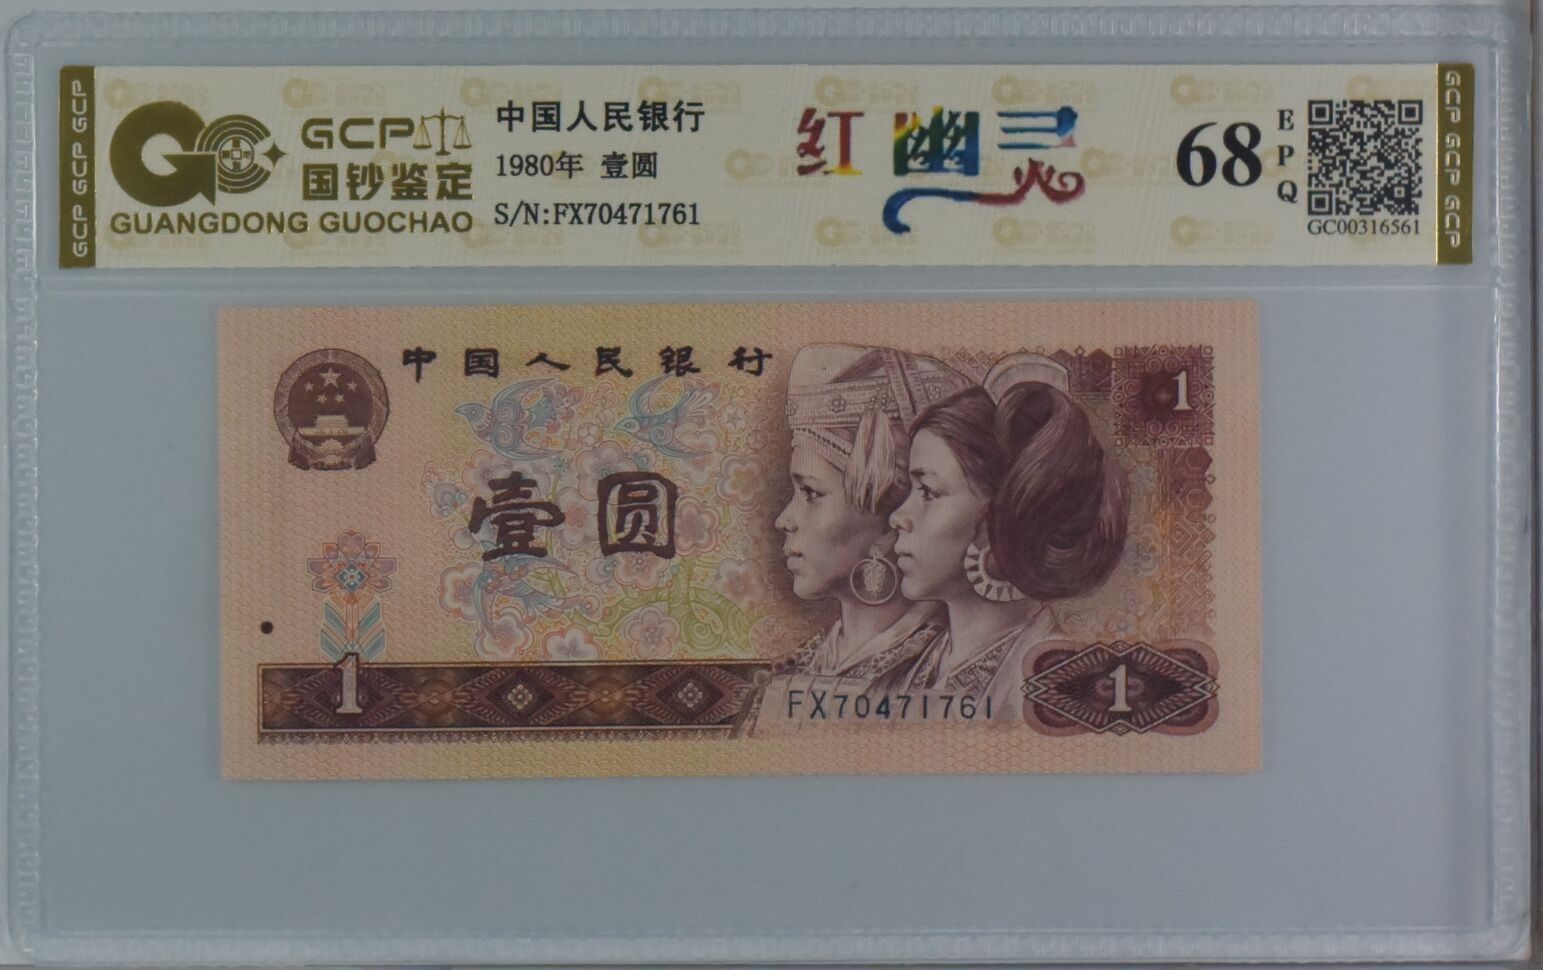 GCP GCP GCP
GCP
国钞鉴定
GUANGDONG GUOCHAO
中国人民银行
1980年 壹圆
S/N:FX70471761
红幽灵
68
EPQ
GC00316561
GCP GCP GCP
中国人民银行
1
壹圆
1
FX70471761
1